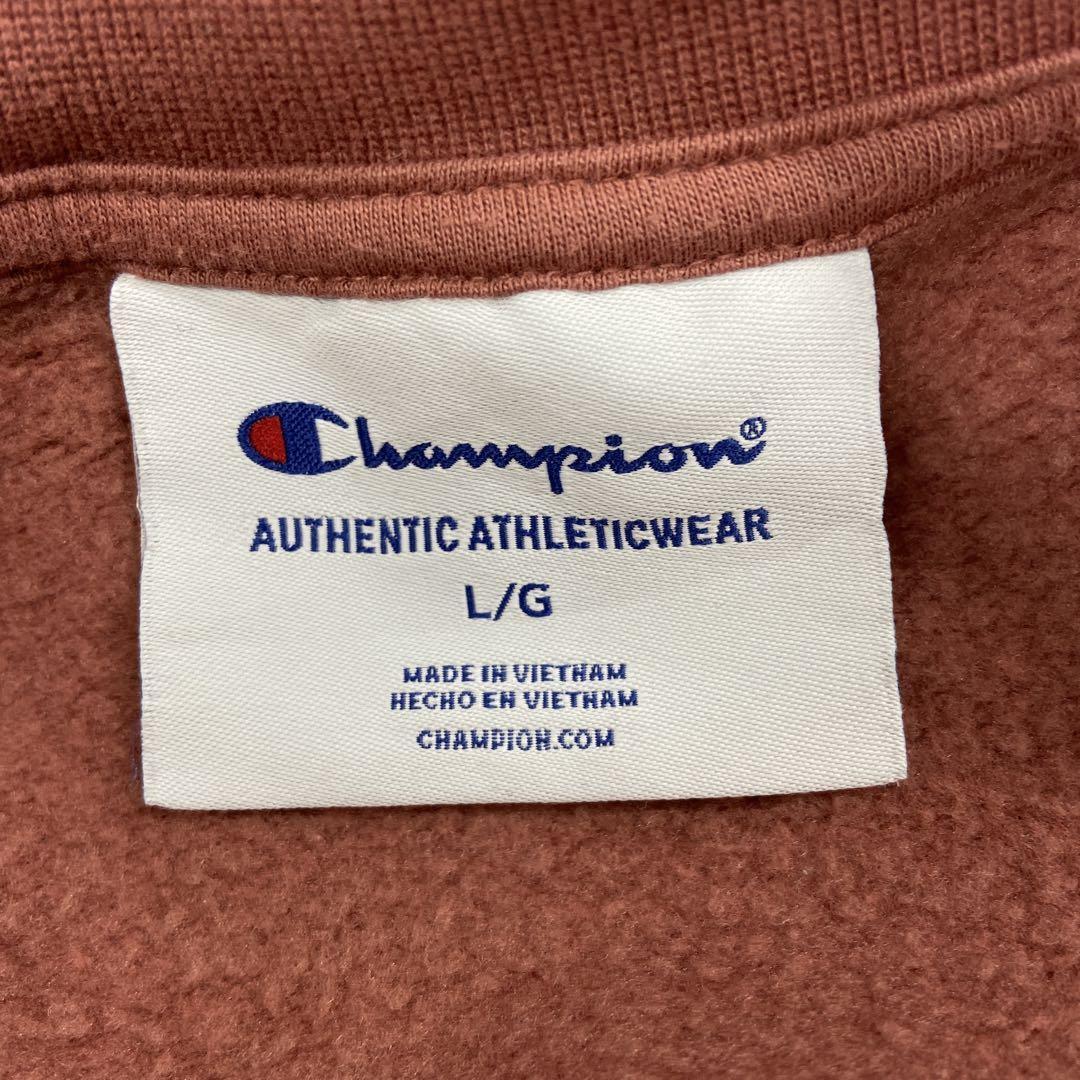 Champion®
AUTHENTIC ATHLETICWEAR
L/G
MADE IN VIETNAM
HECHO EN VIETNAM
CHAMPION.COM